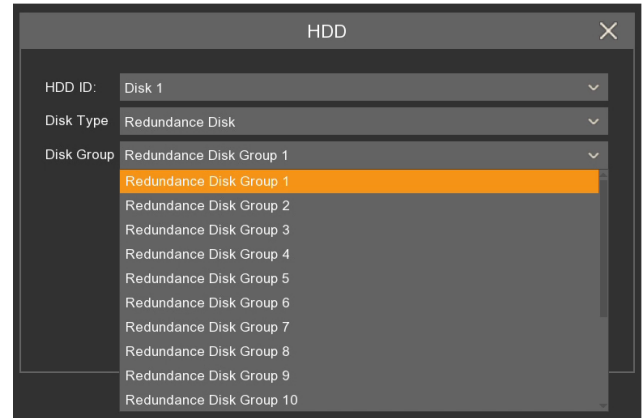 HDD
HDD ID: Disk 1
Disk Type Redundance Disk
Disk Group Redundance Disk Group 1
Redundance Disk Group 1
Redundance Disk Group 2
Redundance Disk Group 3
Redundance Disk Group 4
Redundance Disk Group 5
Redundance Disk Group 6
Redundance Disk Group 7
Redundance Disk Group 8
Redundance Disk Group 9
Redundance Disk Group 10